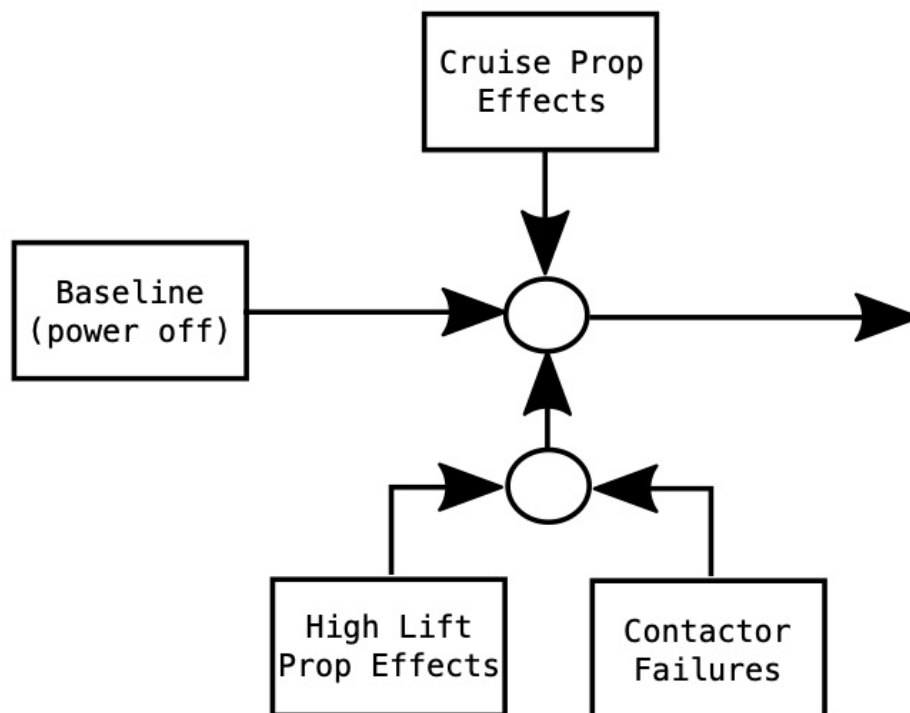 Cruise Prop
Effects
Baseline
(power off)
High Lift
Prop Effects
Contactor
Failures